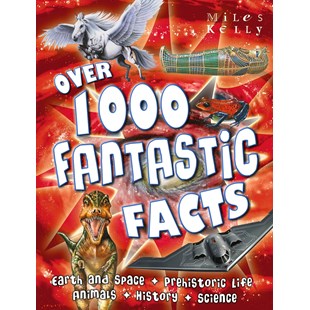 Miles
Kelly
OVER
1000
FANTASTIC
FACTS
Earth and Space + Prehistoric Life
Animals + History + Science